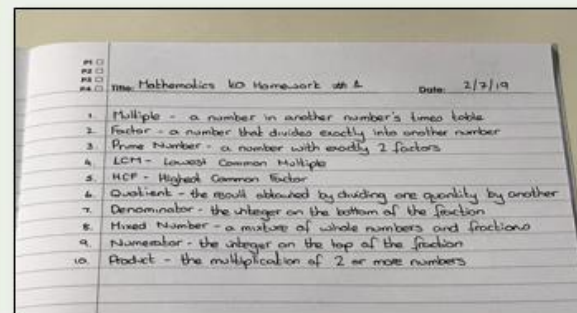 P1 □
P2 □
P3 □
P4 □ Title: Mathematics KO Homework wk 1 Date: 2/7/19
1. Multiple - a number in another number's times table
2. Factor - a number that divides exactly into another number
3. Prime Number - a number with exactly 2 factors
4. LCM - Lowest Common Multiple
5. HCF - Highest Common Factor
6. Quotient - the result obtained by dividing one quantity by another
7. Denominator - the integer on the bottom of the fraction
8. Mixed Number - a mixture of whole numbers and fractions
9. Numerator - the integer on the top of the fraction
10. Product - the multiplication of 2 or more numbers